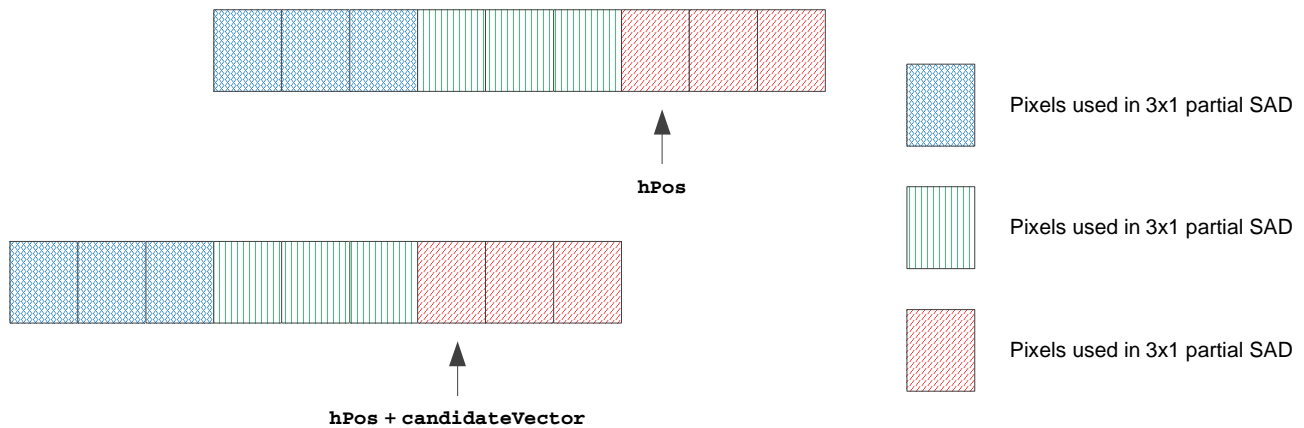 Pixels used in 3x1 partial SAD
hPos
Pixels used in 3x1 partial SAD
Pixels used in 3x1 partial SAD
hPos + candidateVector